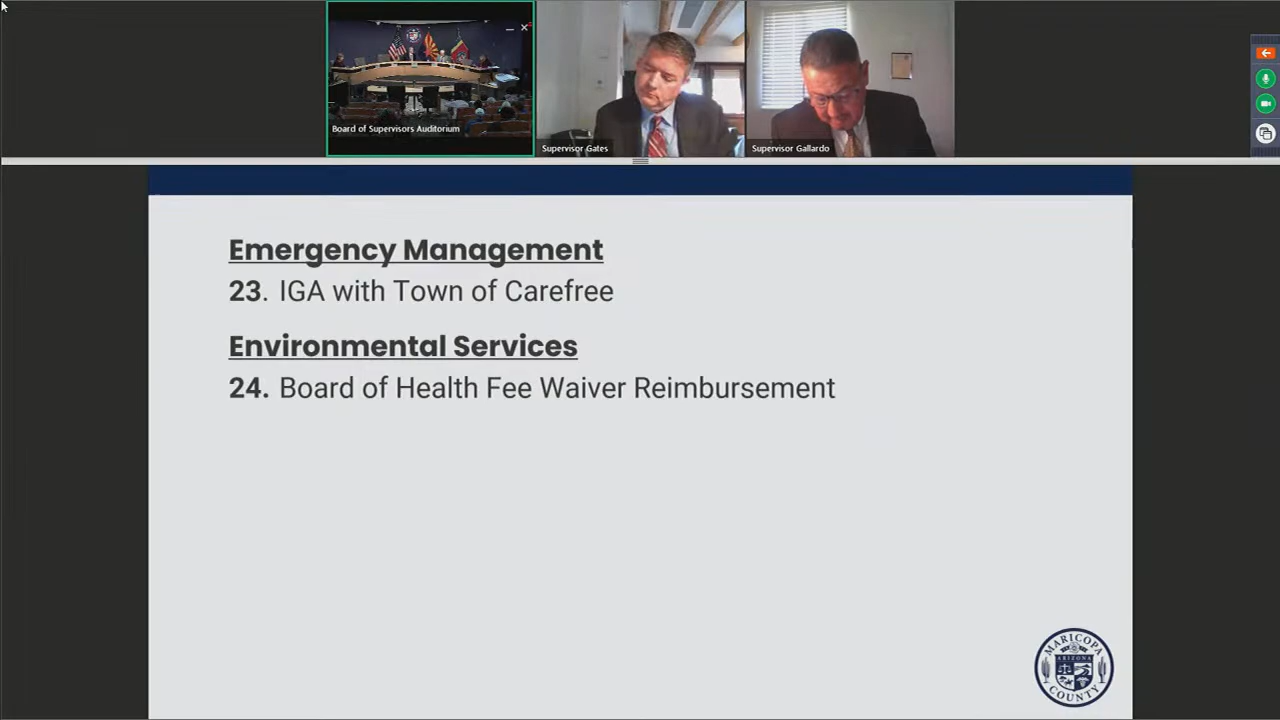 Board of Supervisors Auditorium
Supervisor Gates
Supervisor Gallardo
Emergency Management
23. IGA with Town of Carefree
Environmental Services
24. Board of Health Fee Waiver Reimbursement
MARICOPA
ARIZONA
COUNTY